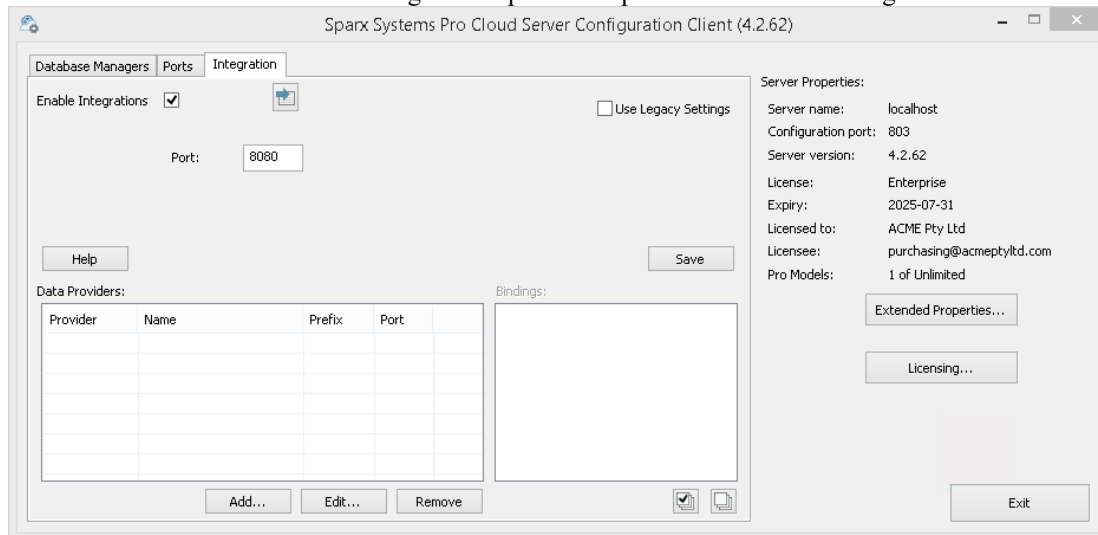 Sparx Systems Pro Cloud Server Configuration Client (4.2.62)
Database Managers Ports Integration
Enable Integrations
Use Legacy Settings
Port: 8080
Help
Save
Data Providers:
Bindings:
Provider Name Prefix Port
Add... Edit... Remove
Server Properties:
Server name: localhost
Configuration port: 803
Server version: 4.2.62
License: Enterprise
Expiry: 2025-07-31
Licensed to: ACME Pty Ltd
Licensee: purchasing@acmeptyltd.com
Pro Models: 1 of Unlimited
Extended Properties...
Licensing...
Exit